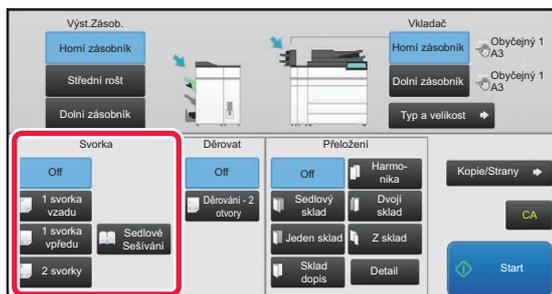 Výst.Zásob.
Horní zásobník
Střední rošt
Dolní zásobník
Vkladač
Horní zásobník
Obyčejný 1
A3
Dolní zásobník
Obyčejný 1
A3
Typ a velikost
Svorka
Off
1 svorka
vzadu
1 svorka
vpředu
2 svorky
Sedlové
Sešívání
Děrovat
Off
Děrování - 2
otvory
Přeložení
Off
Harmo-
nika
Sedlový
sklad
Dvojí
sklad
Jeden sklad
Z sklad
Sklad
dopis
Detail
Kopie/Strany
CA
Start